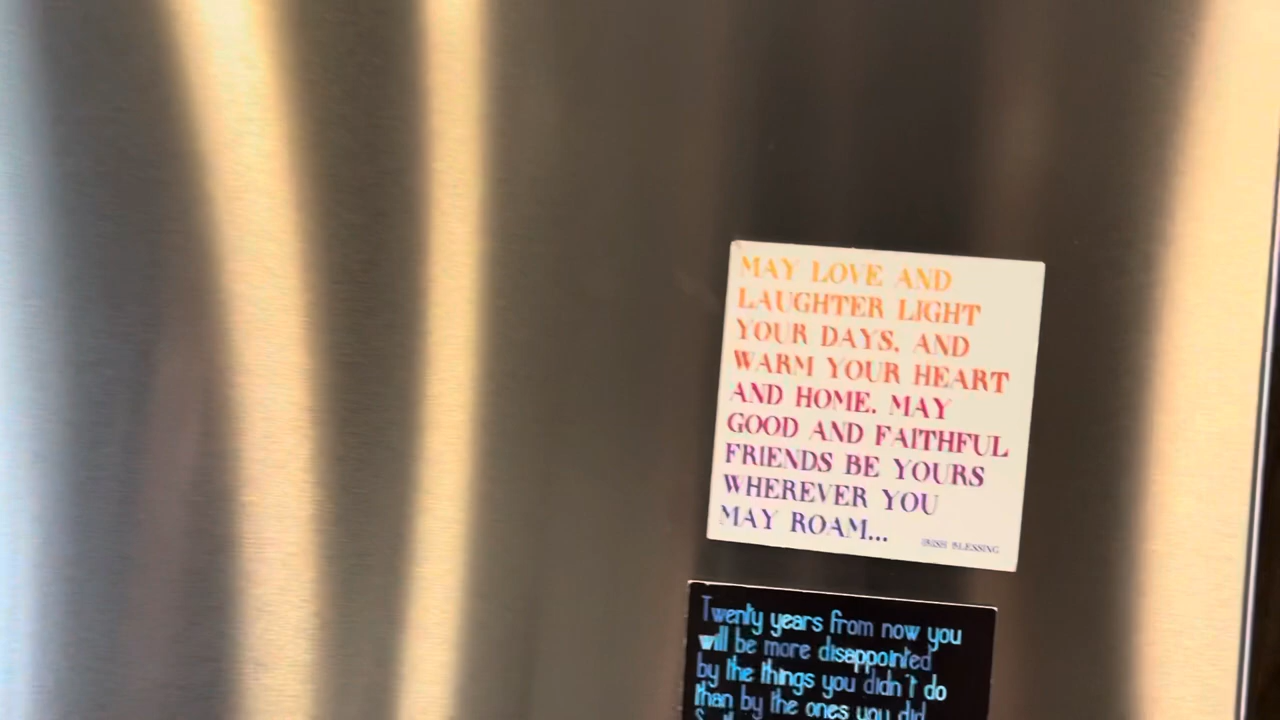 MAY LOVE AND
LAUGHTER LIGHT
YOUR DAYS, AND
WARM YOUR HEART
AND HOME. MAY
GOOD AND FAITHFUL
FRIENDS BE YOURS
WHEREVER YOU
MAY ROAM...
IRISH BLESSING
Twenty years from now you
will be more disappointed
by the things you didn't do
than by the ones you did